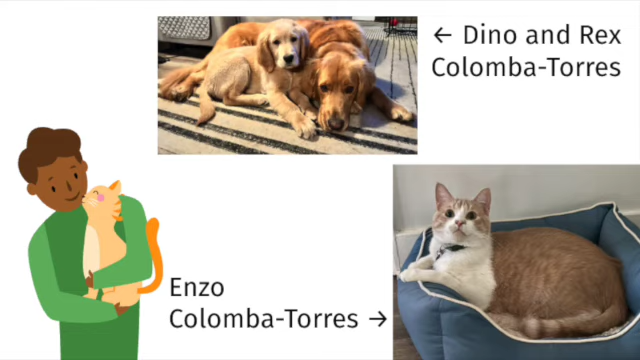 ← Dino and Rex
Colomba-Torres
Enzo
Colomba-Torres →